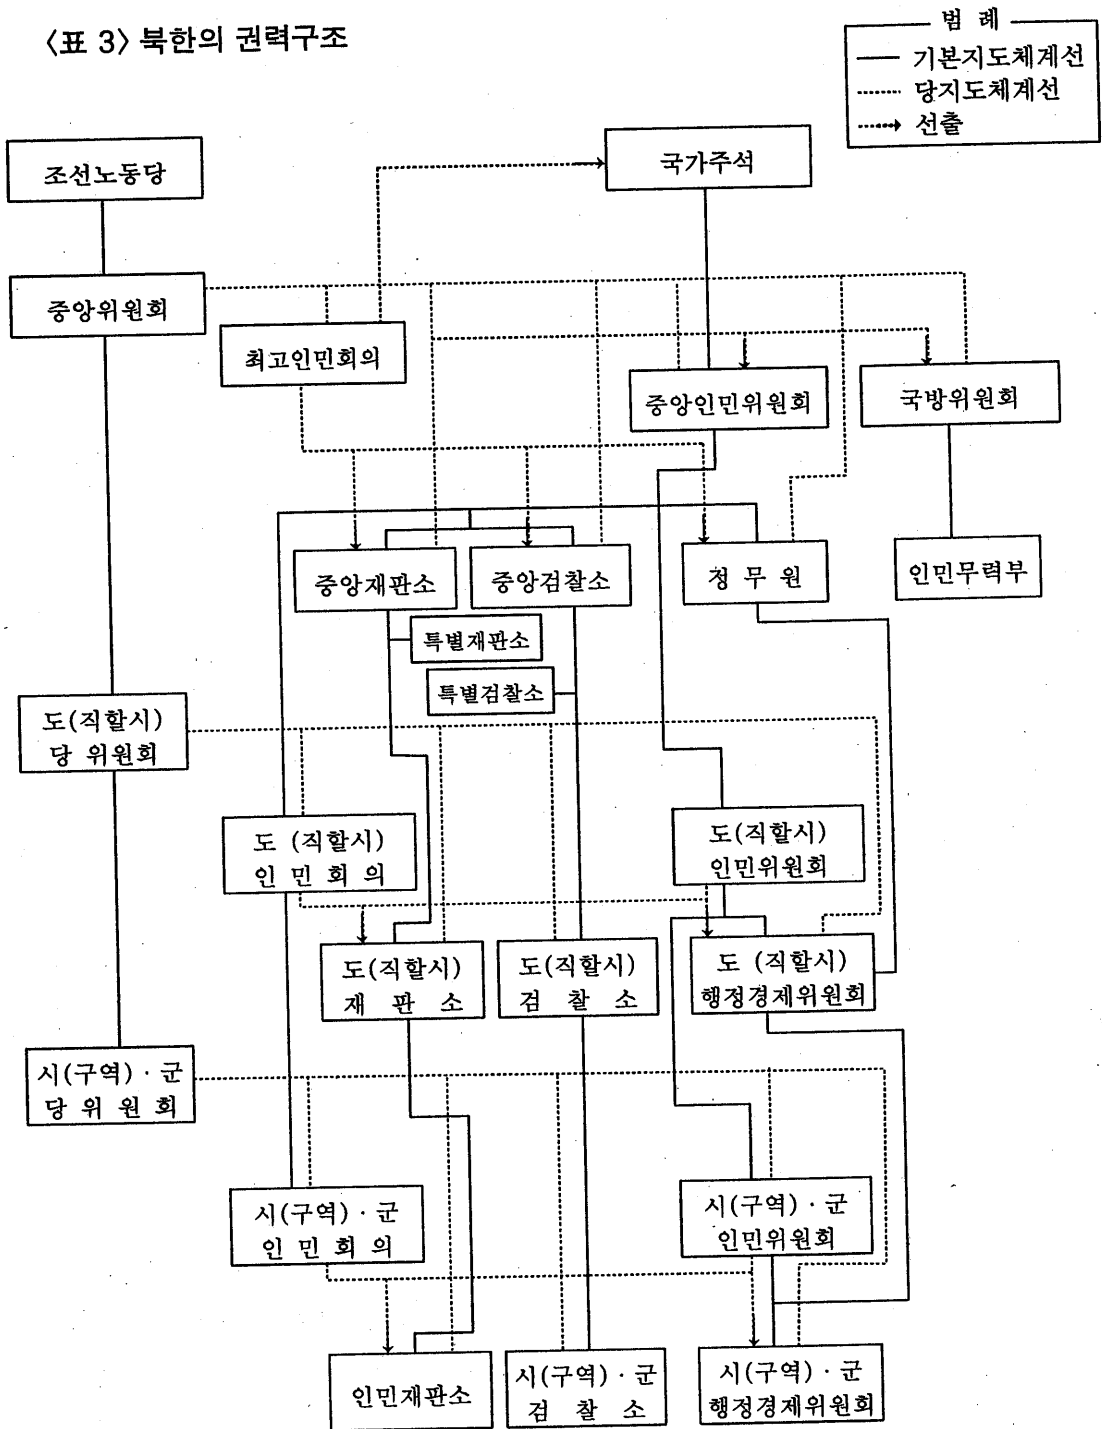 〈표 3〉 북한의 권력구조
범 례
기본지도체계선
당지도체계선
선출
조선노동당
국가주석
중앙위원회
최고인민회의
중앙인민위원회
국방위원회
중앙재판소
중앙검찰소
정 무 원
인민무력부
특별재판소
특별검찰소
도(직할시)
당 위원회
도 (직할시)
인 민 회 의
도(직할시)
인민위원회
도(직할시)
재 판 소
도(직할시)
검 찰 소
도 (직할시)
행정경제위원회
시(구역) · 군
당 위 원 회
시(구역) · 군
인 민 회 의
시(구역) · 군
인민위원회
인민재판소
시(구역) · 군
검 찰 소
시(구역) · 군
행정경제위원회